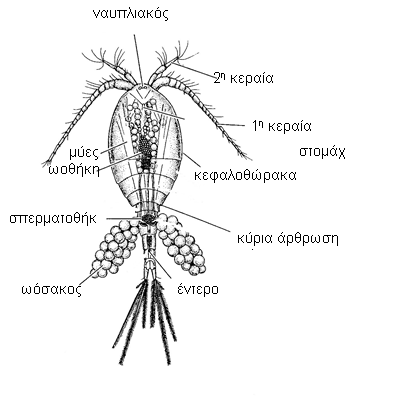 ναυπλιακός
2η κεραία
1η κεραία
μύες
στομάχ
ωοθήκη
κεφαλοθώρακα
σπερματοθήκ
κύρια άρθρωση
ωόσακος
έντερο